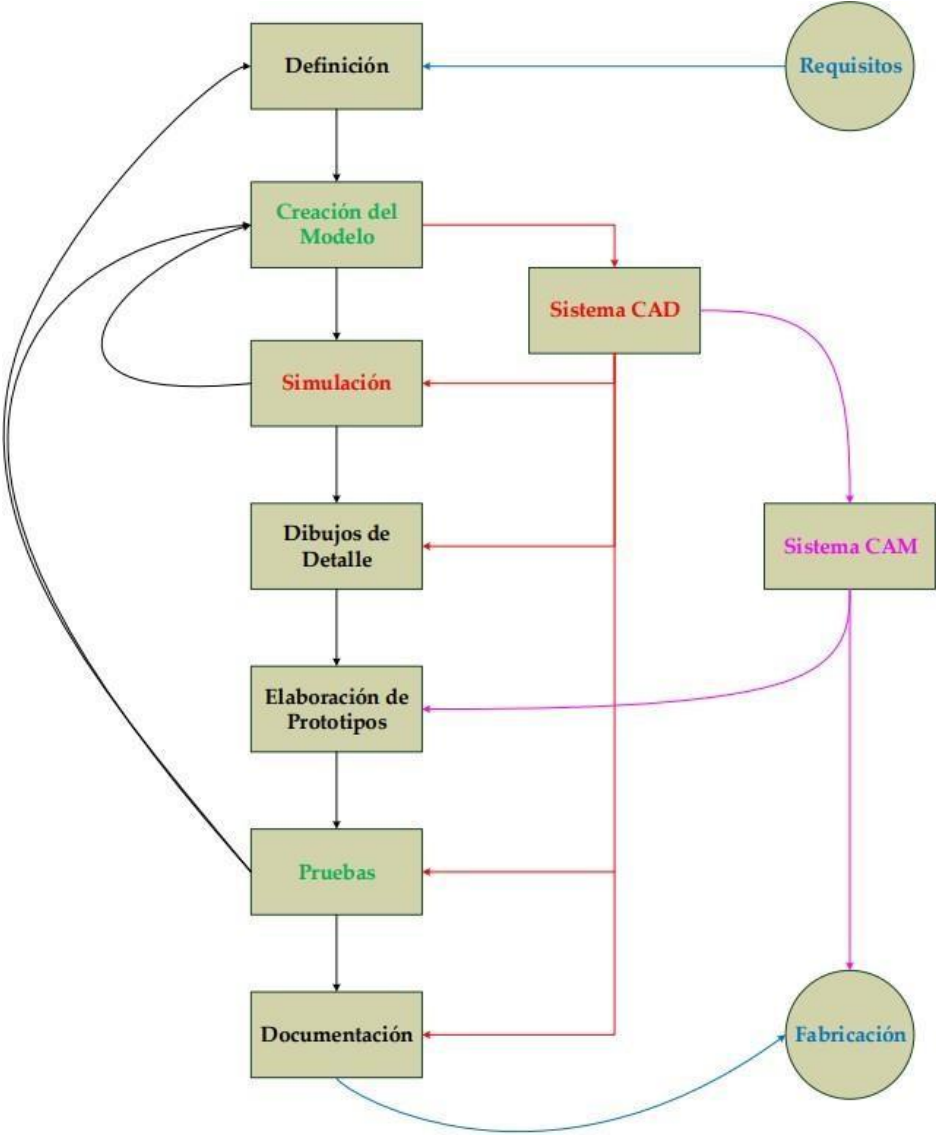 Definición
Requisitos
Creación del
Modelo
Sistema CAD
Simulación
Dibujos de
Detalle
Sistema CAM
Elaboración de
Prototipos
Pruebas
Documentación
Fabricación